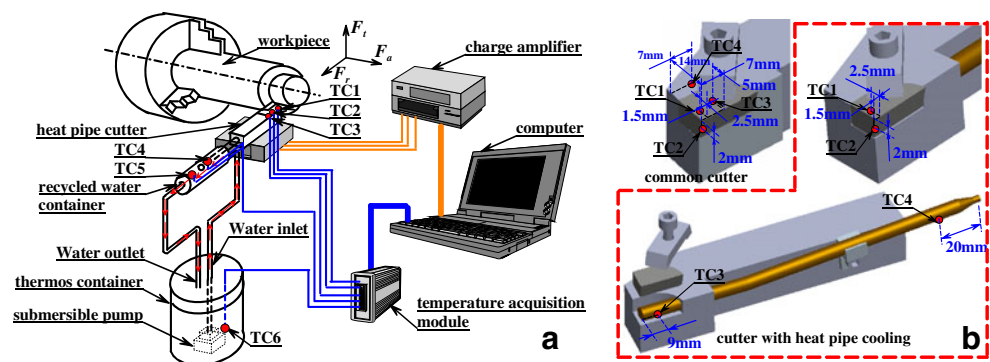 workpiece
F_t
F_a
F_r
TC1
TC2
TC3
heat pipe cutter
TC4
TC5
recycled water
container
charge amplifier
computer
Water inlet
Water outlet
thermos container
submersible pump
TC6
temperature acquisition
module
a
7mm
14mm
TC4
7mm
5mm
TC1
TC3
1.5mm
2.5mm
TC2
2mm
common cutter
2.5mm
TC1
1.5mm
TC2
2mm
TC4
20mm
TC3
9mm
cutter with heat pipe cooling
b